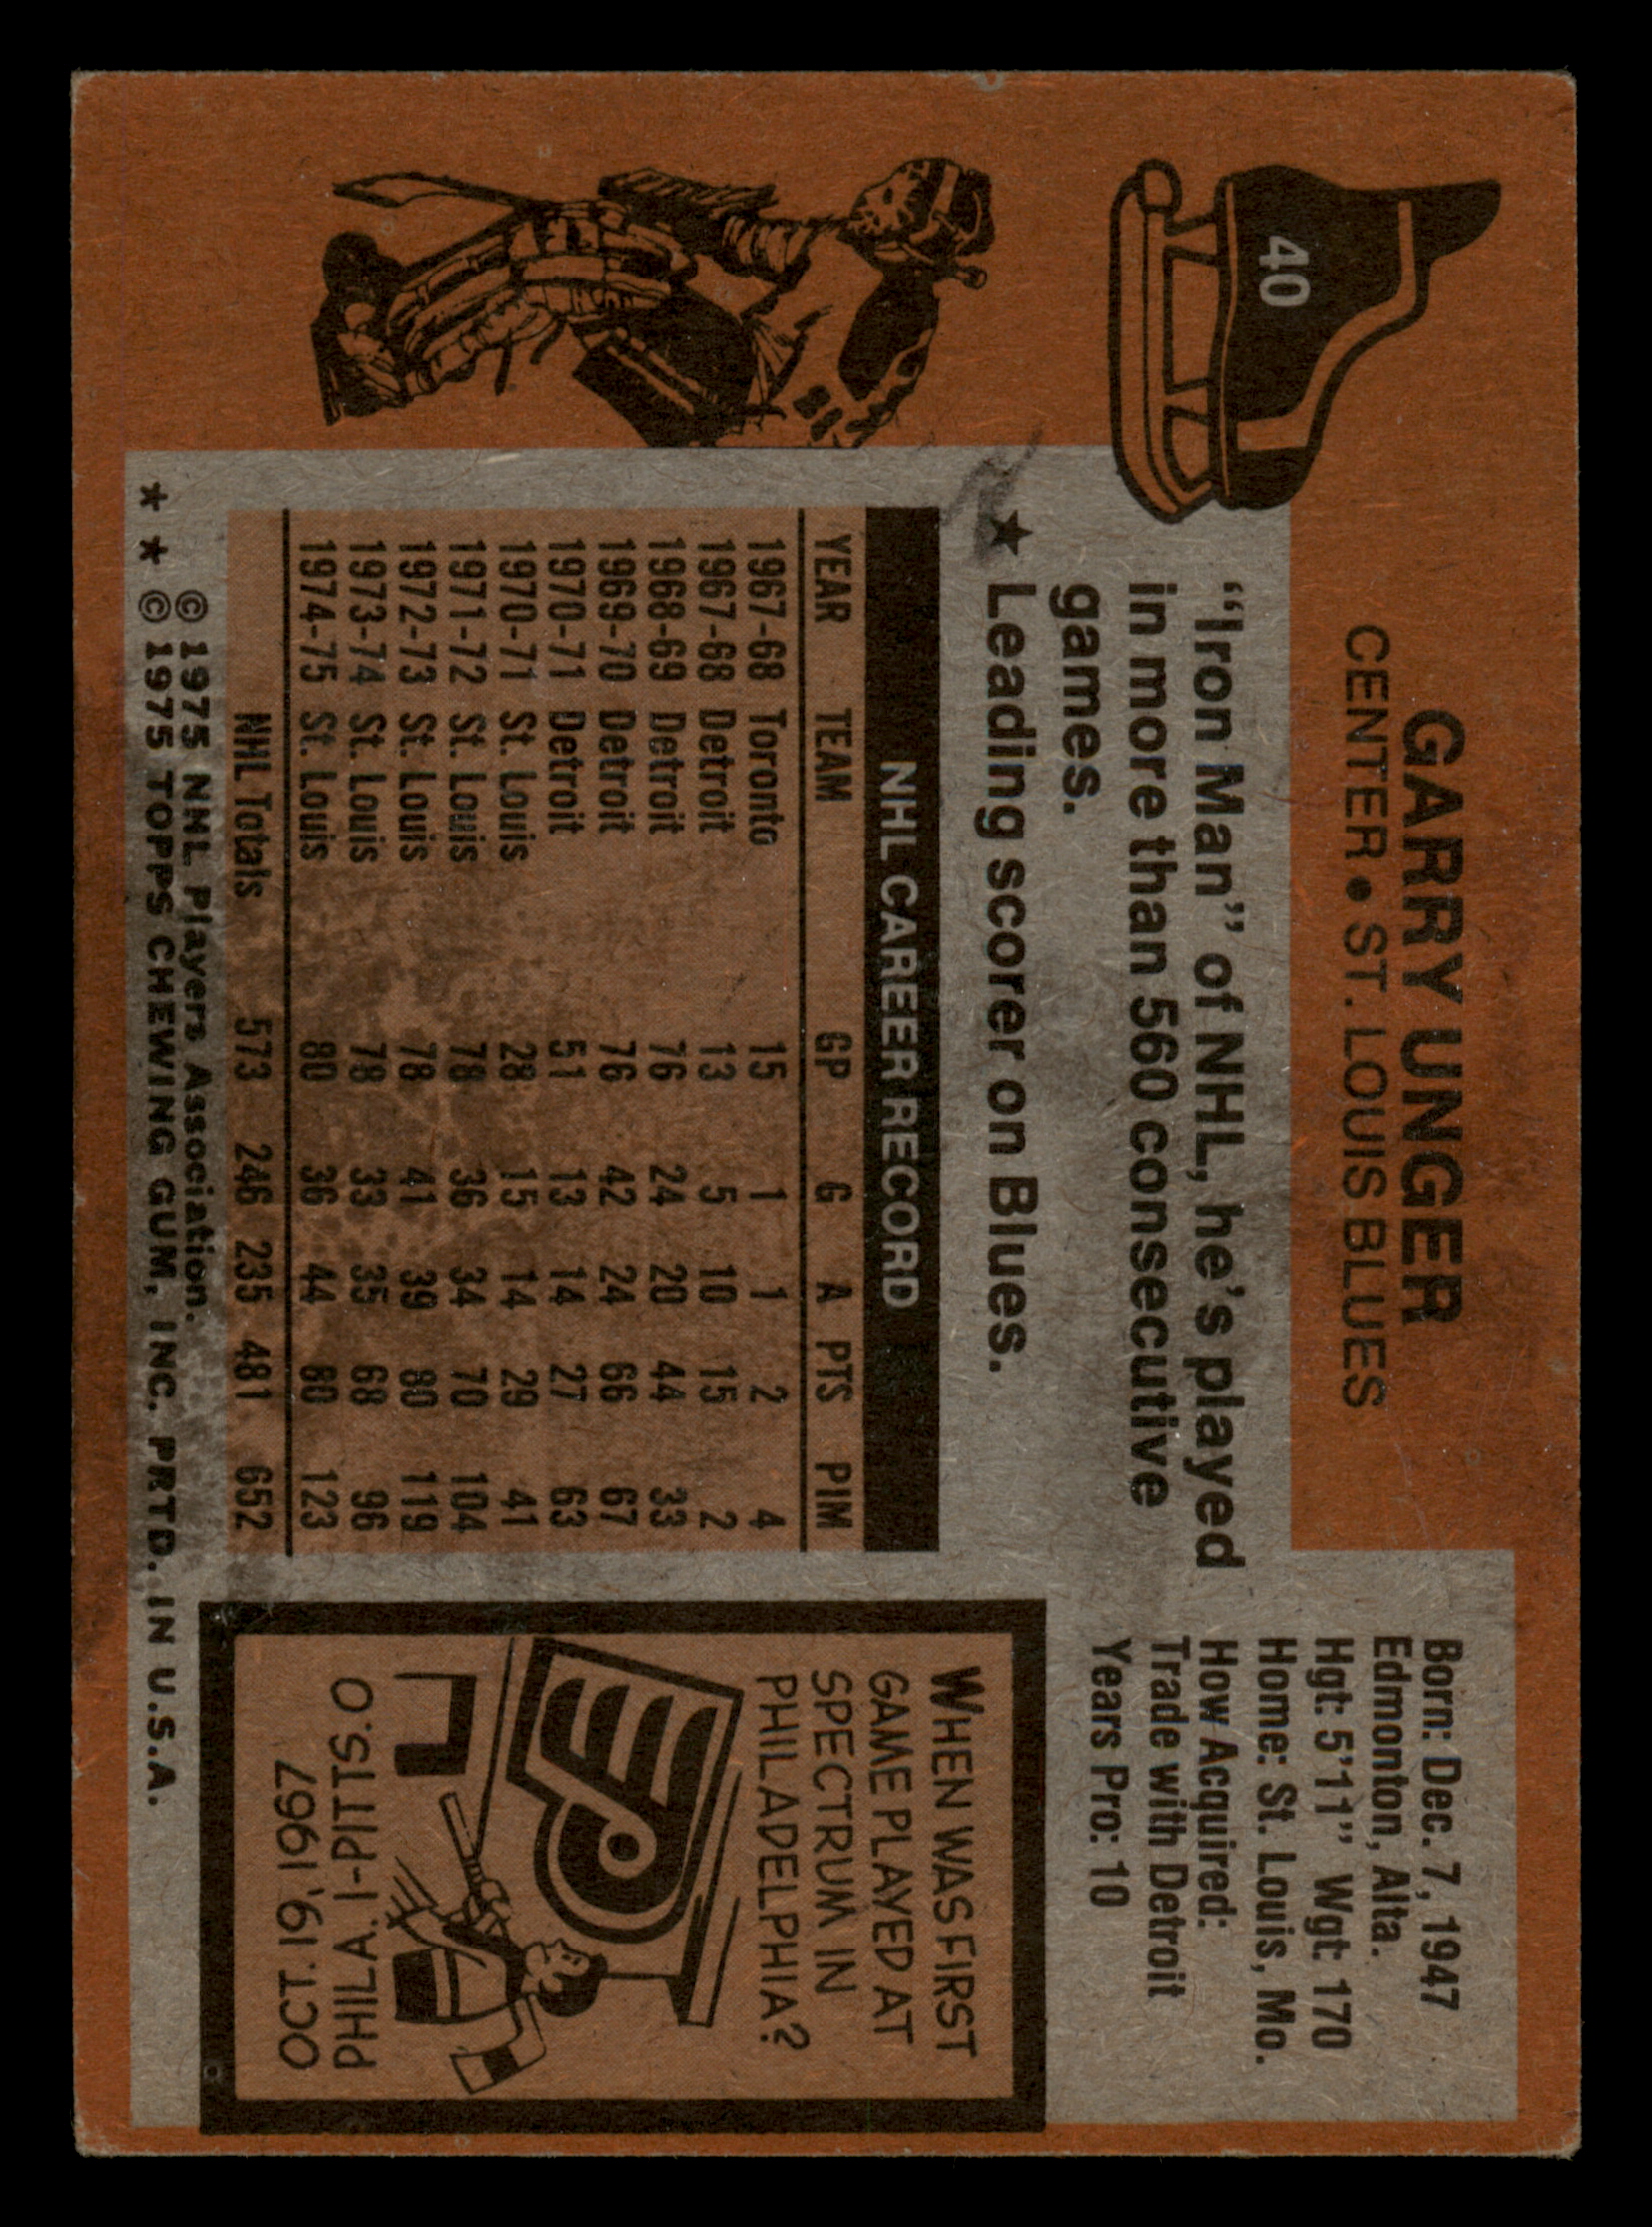 40
GARRY UNGER
CENTER • ST. LOUIS BLUES
Born: Dec. 7, 1947
Edmonton, Alta.
Hgt: 5'11” Wgt: 170
Home: St. Louis, Mo.
How Acquired:
Trade with Detroit
Years Pro: 10
“Iron Man” of NHL, he's played
in more than 560 consecutive
games.
★ Leading scorer on Blues.
NHL CAREER RECORD
YEAR TEAM GP G A PTS PIM
1967-68 Toronto 15 1 1 2 4
1967-68 Detroit 13 5 10 15 2
1968-69 Detroit 76 24 20 44 33
1969-70 Detroit 76 42 24 66 67
1970-71 Detroit 51 13 14 27 63
1970-71 St. Louis 28 15 14 29 41
1971-72 St. Louis 78 36 34 70 104
1972-73 St. Louis 78 41 39 80 119
1973-74 St. Louis 78 33 35 68 96
1974-75 St. Louis 80 36 44 80 123
NHL Totals 573 246 235 481 652
© 1975 NHL Players Association.
★ ★ © 1975 TOPPS CHEWING GUM, INC. PRTD. IN U.S.A.
WHEN WAS FIRST
GAME PLAYED AT
SPECTRUM IN
PHILADELPHIA?
PHILA. 1-PITTS. 0
OCT. 19, 1967